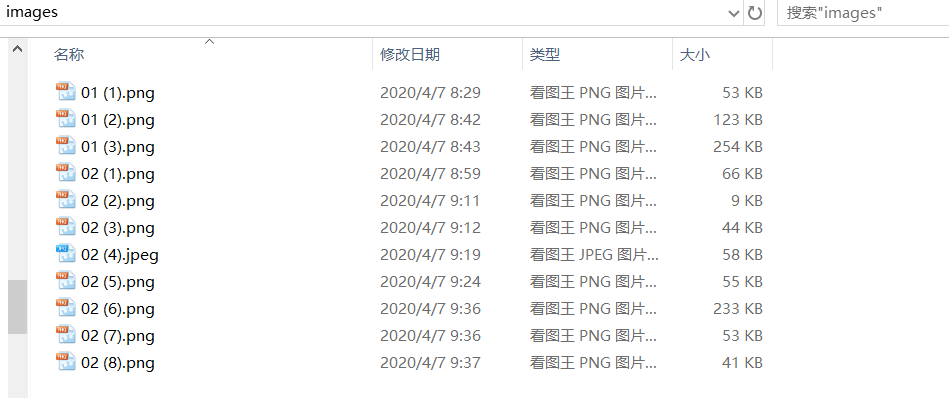 images 搜索"images"
名称 修改日期 类型 大小
01 (1).png 2020/4/7 8:29 看图王 PNG 图片... 53 KB
01 (2).png 2020/4/7 8:42 看图王 PNG 图片... 123 KB
01 (3).png 2020/4/7 8:43 看图王 PNG 图片... 254 KB
02 (1).png 2020/4/7 8:59 看图王 PNG 图片... 66 KB
02 (2).png 2020/4/7 9:11 看图王 PNG 图片... 9 KB
02 (3).png 2020/4/7 9:12 看图王 PNG 图片... 44 KB
02 (4).jpeg 2020/4/7 9:19 看图王 JPEG 图片... 58 KB
02 (5).png 2020/4/7 9:24 看图王 PNG 图片... 55 KB
02 (6).png 2020/4/7 9:36 看图王 PNG 图片... 233 KB
02 (7).png 2020/4/7 9:36 看图王 PNG 图片... 53 KB
02 (8).png 2020/4/7 9:37 看图王 PNG 图片... 41 KB